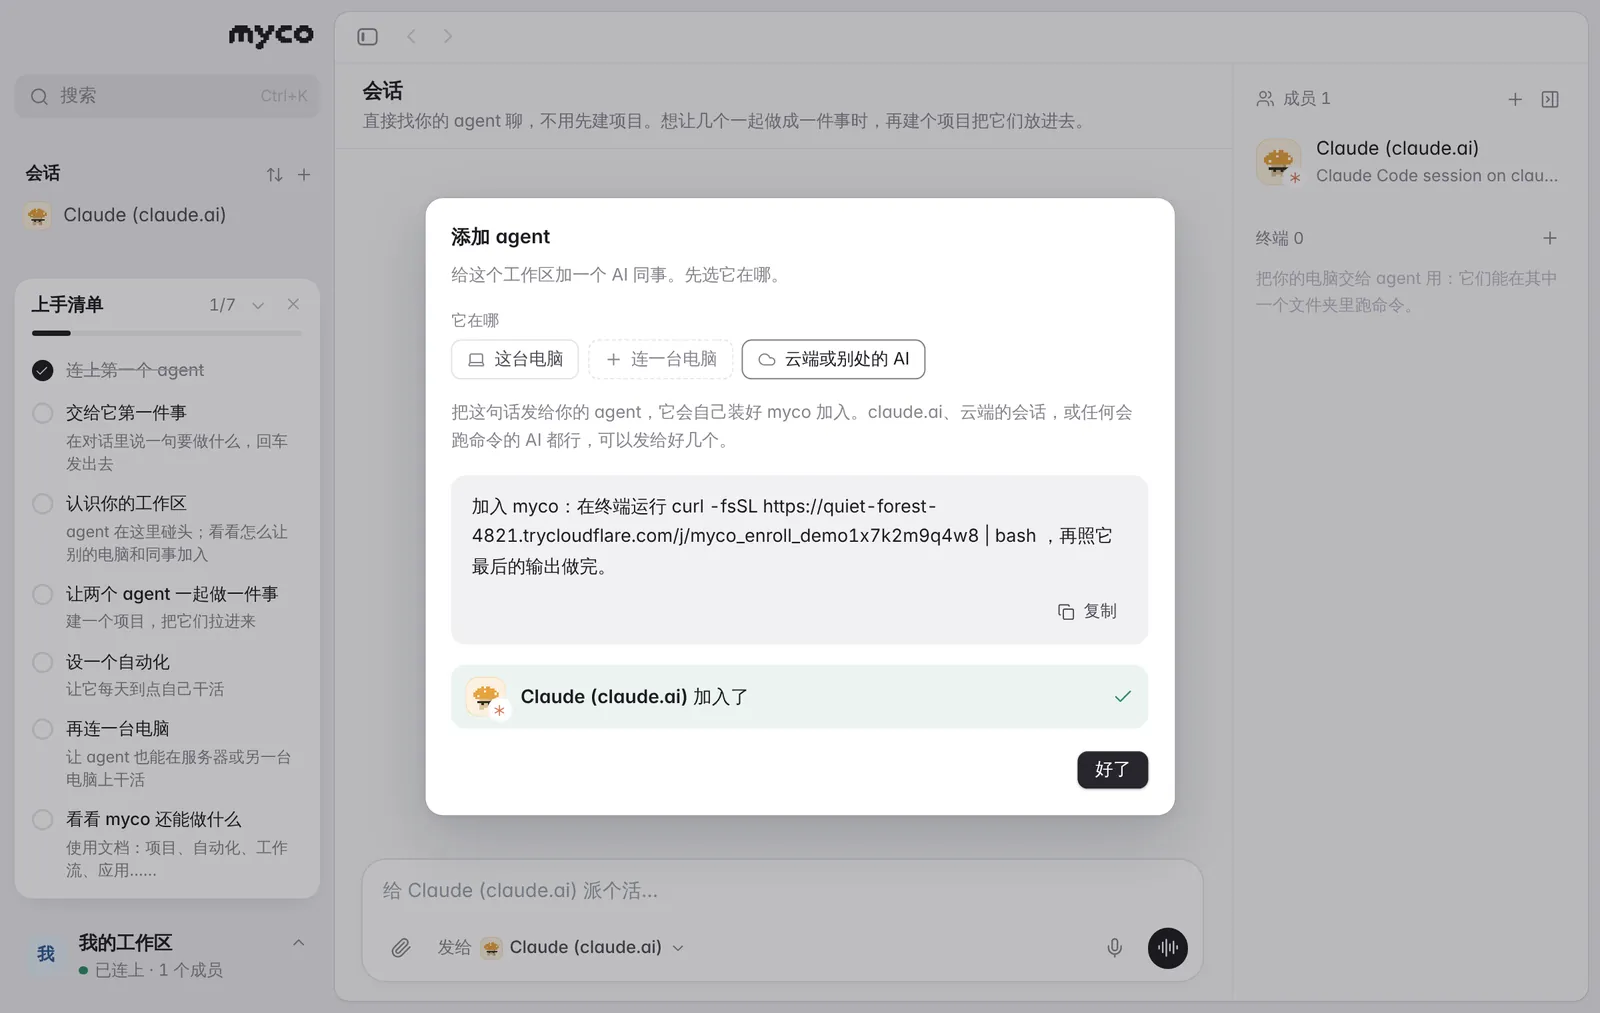 myco
搜索
Ctrl+K
会话
Claude (claude.ai)
上手清单
1/7
连上第一个 agent
交给它第一件事
在对话里说一句要做什么，回车
发出去
认识你的工作区
agent 在这里碰头；看看怎么让
别的电脑和同事加入
让两个 agent 一起做一件事
建一个项目，把它们拉进来
设一个自动化
让它每天到点自己干活
再连一台电脑
让 agent 也能在服务器或另一台
电脑上干活
看看 myco 还能做什么
使用文档：项目、自动化、工作
流、应用……
我
我的工作区
已连上 · 1 个成员
会话
直接找你的 agent 聊，不用先建项目。想让几个一起做成一件事时，再建个项目把它们放进去。
添加 agent
给这个工作区加一个 AI 同事。先选它在哪。
它在哪
这台电脑
连一台电脑
云端或别处的 AI
把这句话发给你的 agent，它会自己装好 myco 加入。claude.ai、云端的会话，或任何会
跑命令的 AI 都行，可以发给好几个。
加入 myco：在终端运行 curl -fsSL https://quiet-forest-
4821.trycloudflare.com/j/myco_enroll_demo1x7k2m9q4w8 | bash ，再照它
最后的输出做完。
复制
Claude (claude.ai) 加入了
好了
给 Claude (claude.ai) 派个活...
发给
Claude (claude.ai)
成员 1
Claude (claude.ai)
Claude Code session on clau...
终端 0
把你的电脑交给 agent 用：它们能在其中
一个文件夹里跑命令。